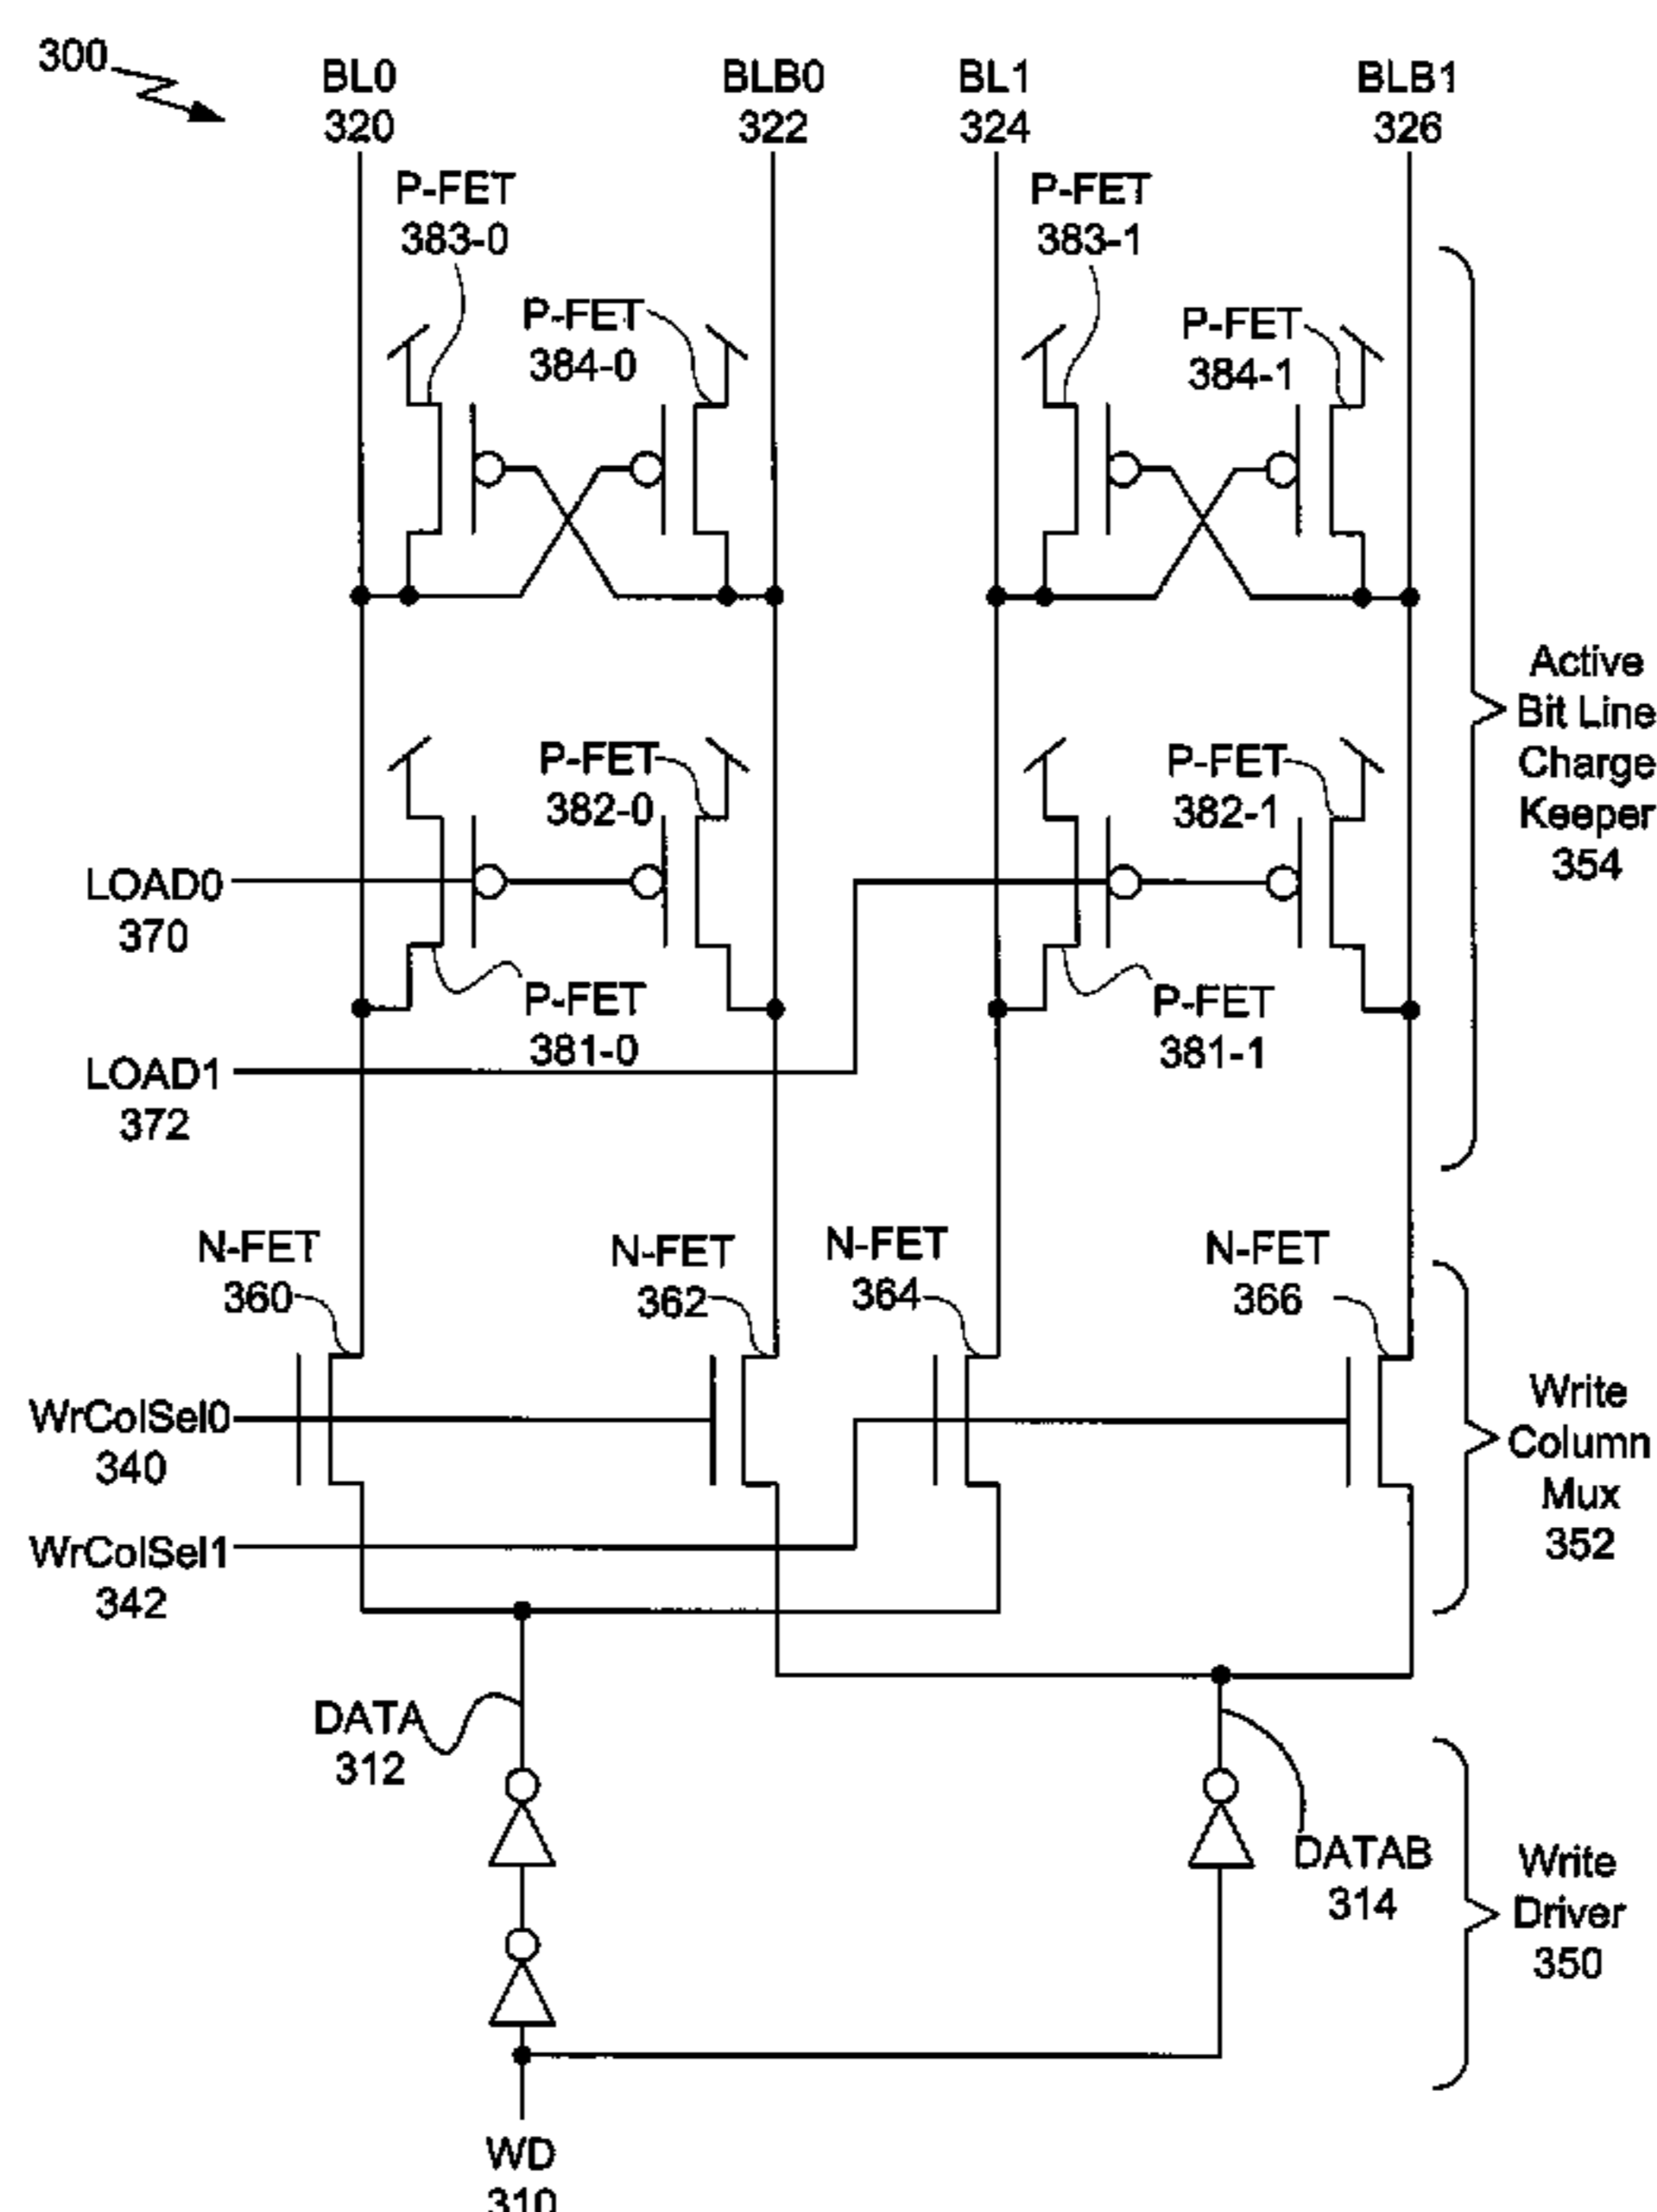 300
BL0
320
BLB0
322
BL1
324
BLB1
326
P-FET
383-0
P-FET
384-0
P-FET
383-1
P-FET
384-1
Active
Bit Line
Charge
Keeper
354
P-FET
382-0
P-FET
382-1
LOAD0
370
P-FET
381-0
P-FET
381-1
LOAD1
372
N-FET
360
N-FET
362
N-FET
364
N-FET
366
WrColSel0
340
WrColSel1
342
Write
Column
Mux
352
DATA
312
DATAB
314
Write
Driver
350
WD
310